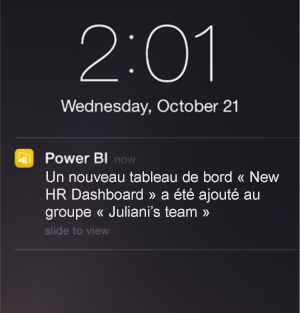 2:01
Wednesday, October 21
Power BI now
Un nouveau tableau de bord « New
HR Dashboard » a été ajouté au
groupe « Juliani's team »
slide to view